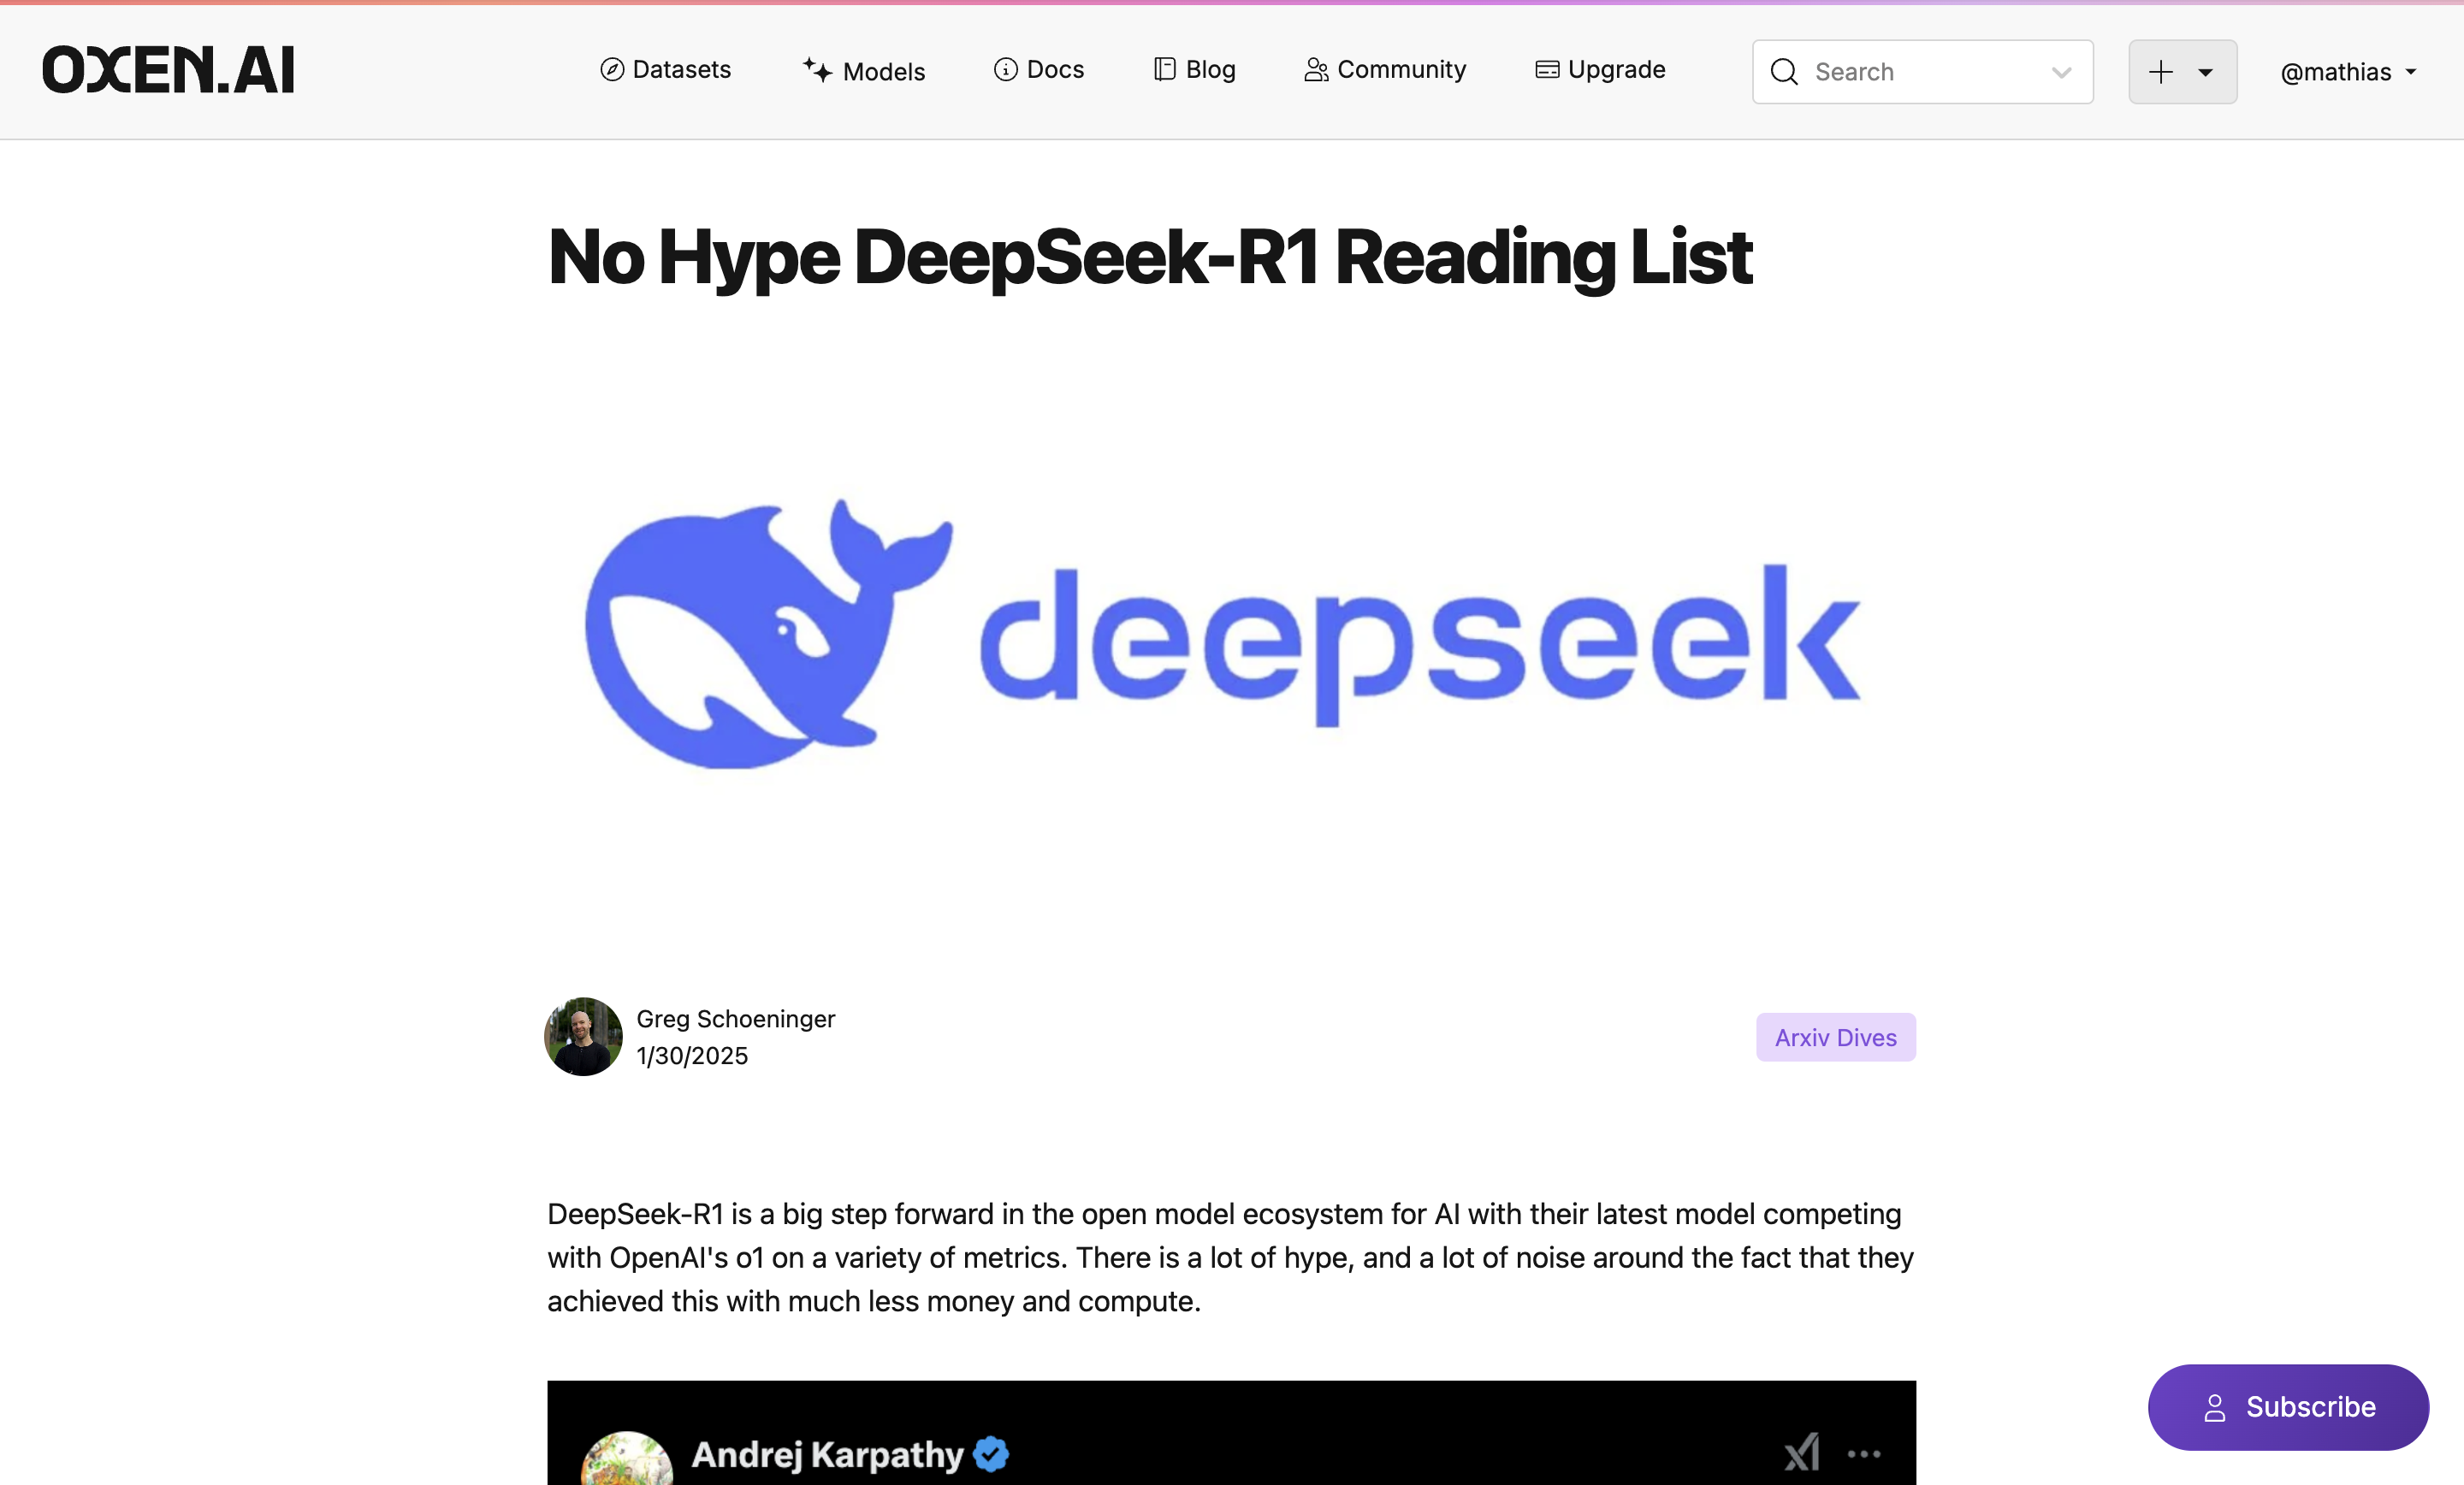 OXEN.AI
Datasets
Models
Docs
Blog
Community
Upgrade
Search
@mathias
No Hype DeepSeek-R1 Reading List
deepseek
Greg Schoeninger
1/30/2025
Arxiv Dives
DeepSeek-R1 is a big step forward in the open model ecosystem for AI with their latest model competing
with OpenAI's o1 on a variety of metrics. There is a lot of hype, and a lot of noise around the fact that they
achieved this with much less money and compute.
Subscribe
Andrej Karpathy